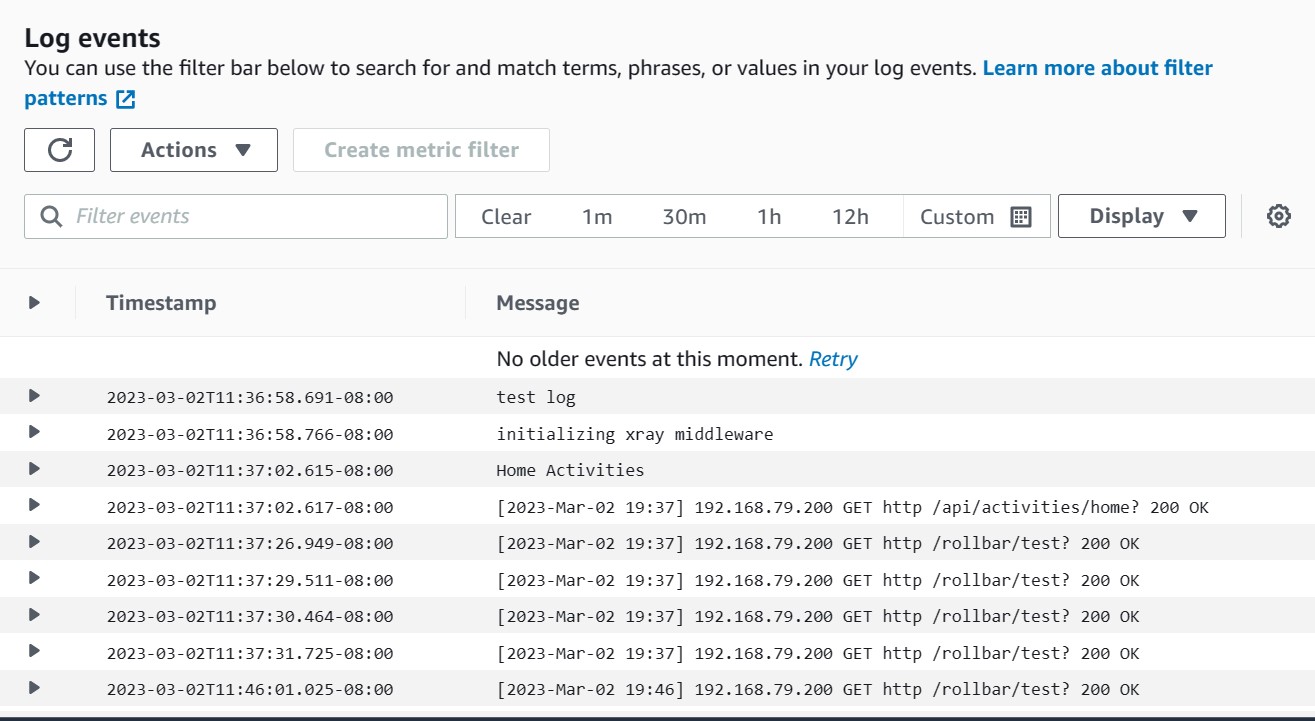 Log events
You can use the filter bar below to search for and match terms, phrases, or values in your log events. Learn more about filter
patterns
Actions Create metric filter
Filter events Clear 1m 30m 1h 12h Custom Display
Timestamp Message
No older events at this moment. Retry
2023-03-02T11:36:58.691-08:00 test log
2023-03-02T11:36:58.766-08:00 initializing xray middleware
2023-03-02T11:37:02.615-08:00 Home Activities
2023-03-02T11:37:02.617-08:00 [2023-Mar-02 19:37] 192.168.79.200 GET http /api/activities/home? 200 OK
2023-03-02T11:37:26.949-08:00 [2023-Mar-02 19:37] 192.168.79.200 GET http /rollbar/test? 200 OK
2023-03-02T11:37:29.511-08:00 [2023-Mar-02 19:37] 192.168.79.200 GET http /rollbar/test? 200 OK
2023-03-02T11:37:30.464-08:00 [2023-Mar-02 19:37] 192.168.79.200 GET http /rollbar/test? 200 OK
2023-03-02T11:37:31.725-08:00 [2023-Mar-02 19:37] 192.168.79.200 GET http /rollbar/test? 200 OK
2023-03-02T11:46:01.025-08:00 [2023-Mar-02 19:46] 192.168.79.200 GET http /rollbar/test? 200 OK